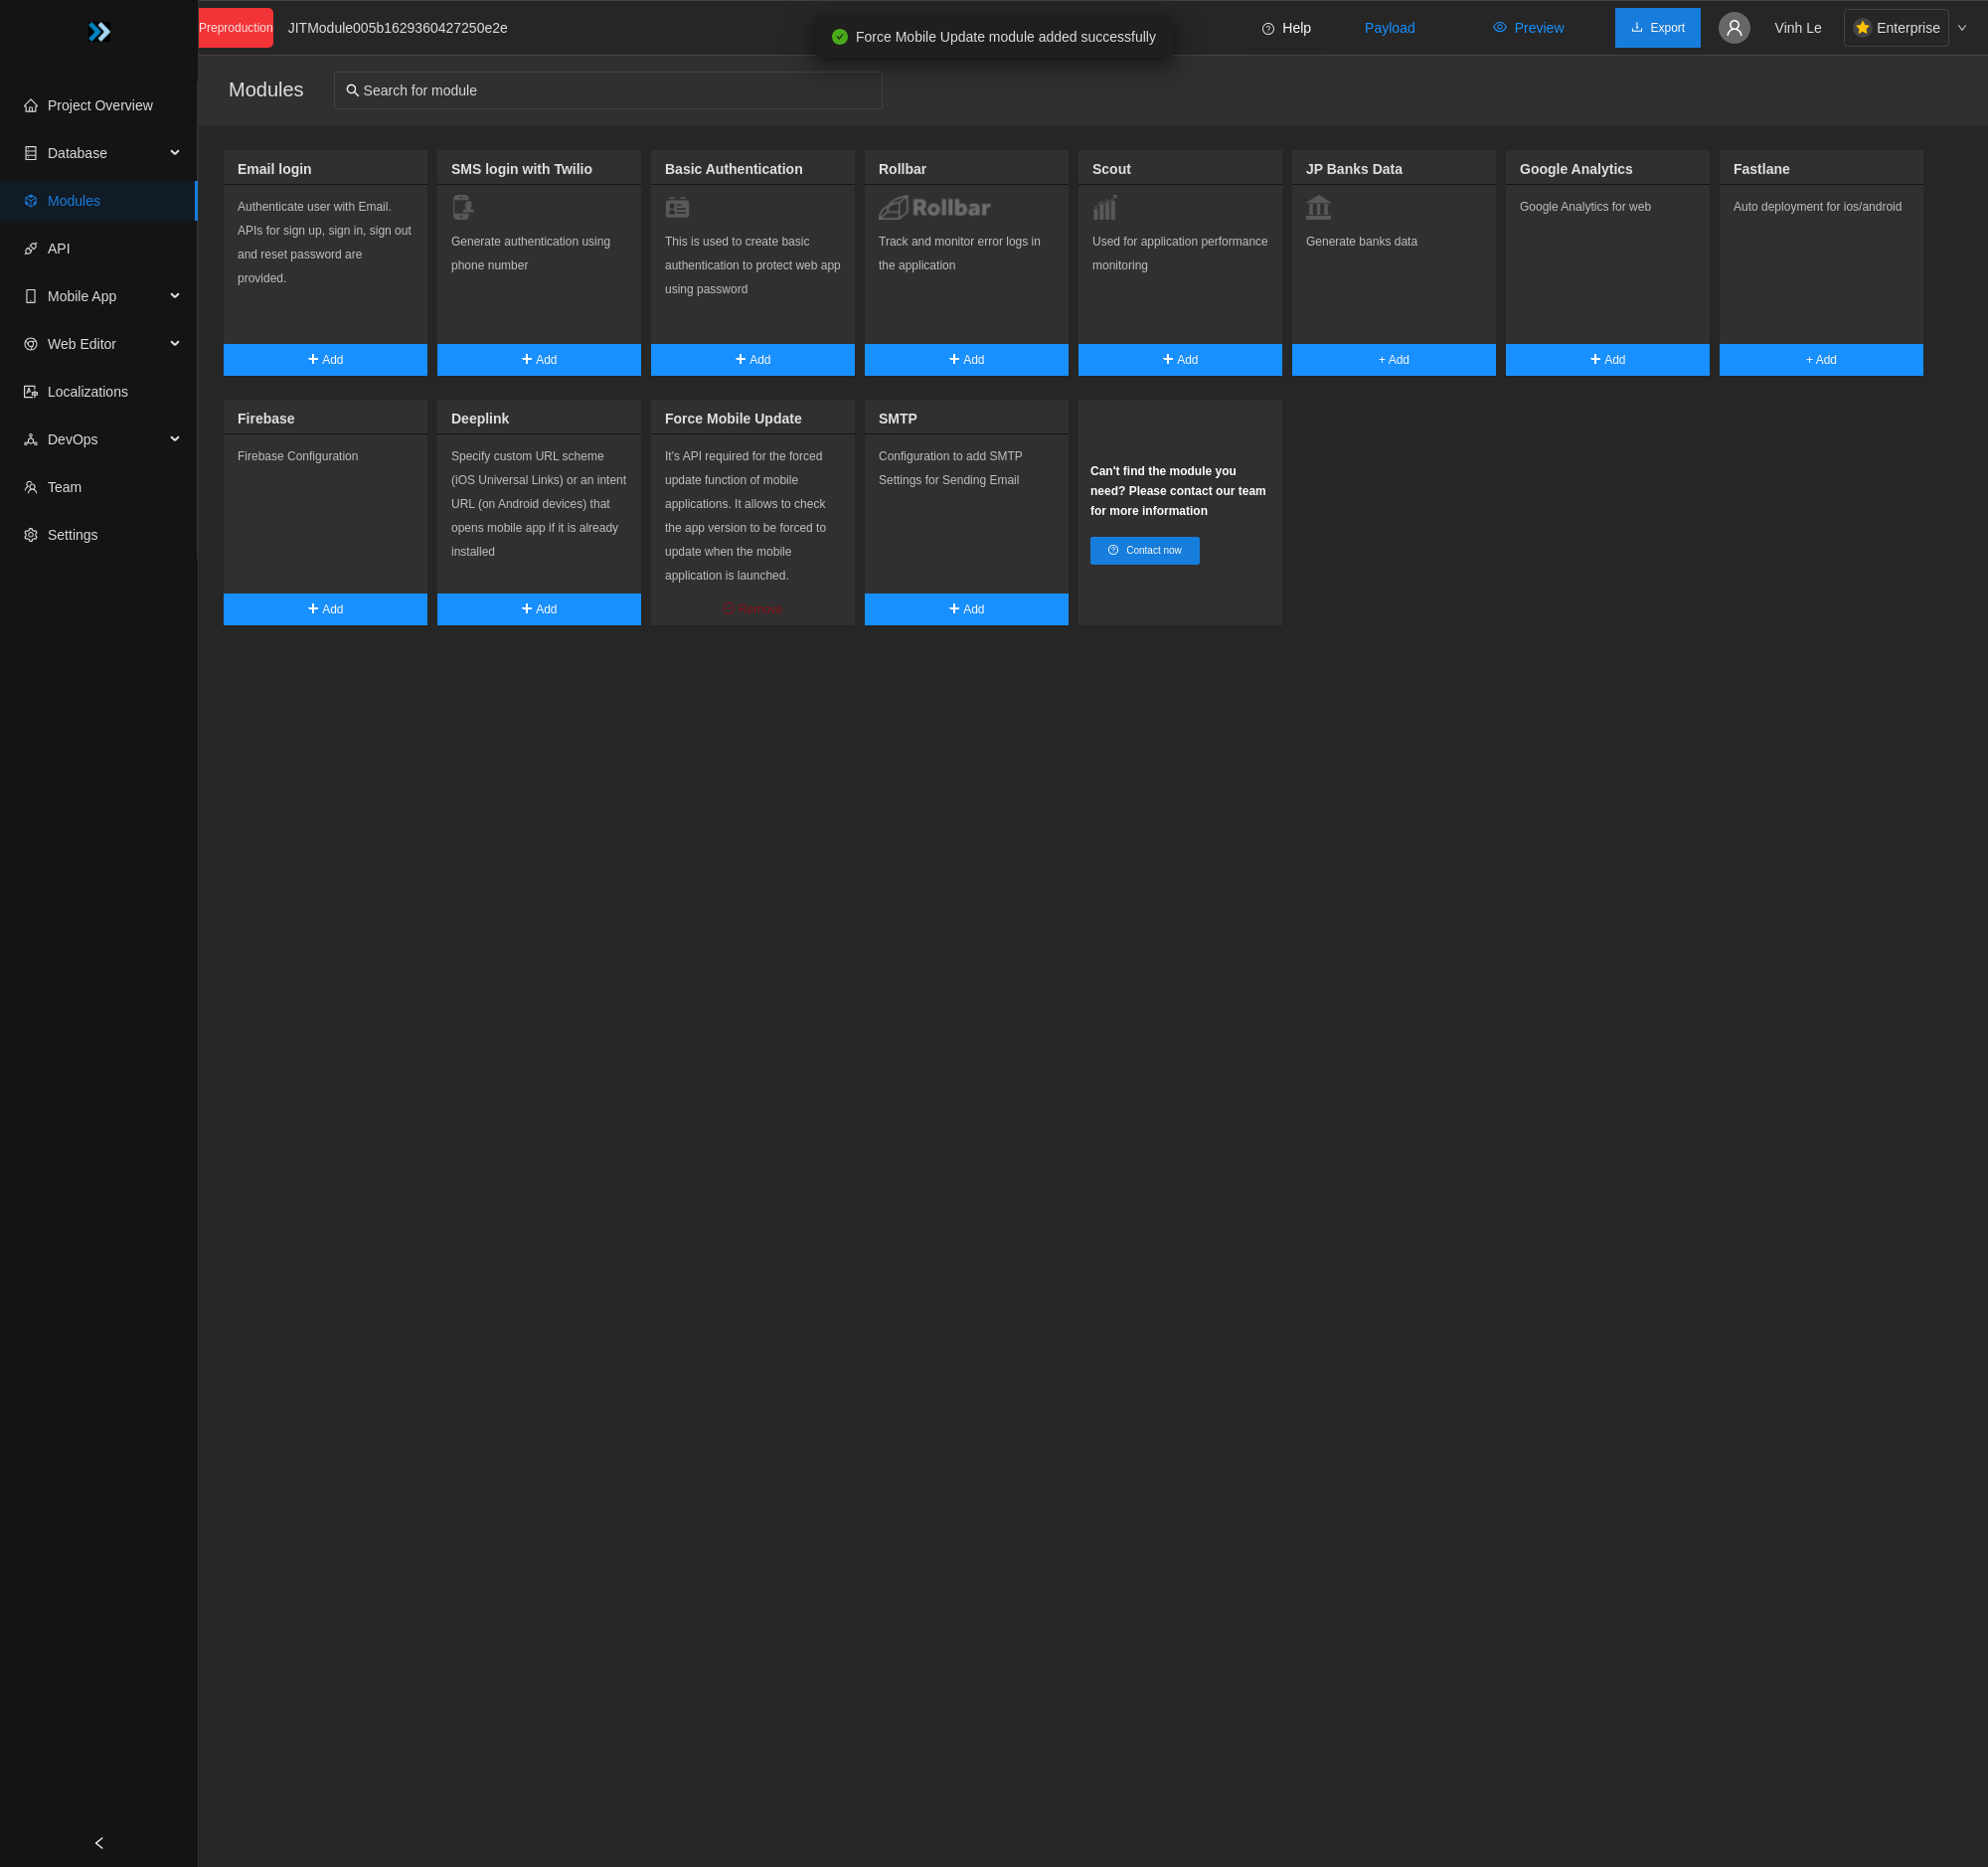 Preproduction
JITModule005b1629360427250e2e
Force Mobile Update module added successfully
Help
Payload
Preview
Export
Vinh Le
Enterprise
Project Overview
Database
Modules
API
Mobile App
Web Editor
Localizations
DevOps
Team
Settings
Modules
Search for module
Email login
Authenticate user with Email.
APIs for sign up, sign in, sign out
and reset password are
provided.
+ Add
SMS login with Twilio
Generate authentication using
phone number
+ Add
Basic Authentication
This is used to create basic
authentication to protect web app
using password
+ Add
Rollbar
Rollbar
Track and monitor error logs in
the application
+ Add
Scout
Used for application performance
monitoring
+ Add
JP Banks Data
Generate banks data
+ Add
Google Analytics
Google Analytics for web
+ Add
Fastlane
Auto deployment for ios/android
+ Add
Firebase
Firebase Configuration
+ Add
Deeplink
Specify custom URL scheme
(iOS Universal Links) or an intent
URL (on Android devices) that
opens mobile app if it is already
installed
+ Add
Force Mobile Update
It's API required for the forced
update function of mobile
applications. It allows to check
the app version to be forced to
update when the mobile
application is launched.
Remove
SMTP
Configuration to add SMTP
Settings for Sending Email
+ Add
Can't find the module you
need? Please contact our team
for more information
Contact now